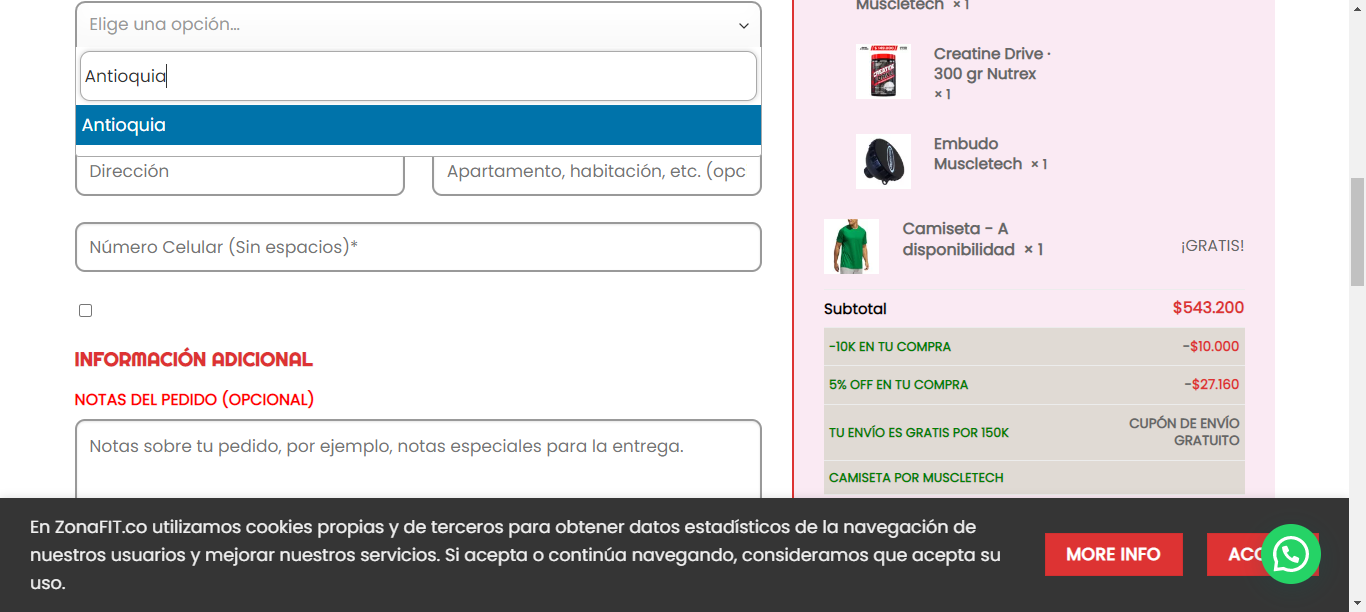 Elige una opción...
Antioquia
Antioquia
Dirección
Apartamento, habitación, etc. (opc
Número Celular (Sin espacios)*
INFORMACIÓN ADICIONAL
NOTAS DEL PEDIDO (OPCIONAL)
Notas sobre tu pedido, por ejemplo, notas especiales para la entrega.
Muscletech × 1
Creatine Drive ·
300 gr Nutrex
× 1
Embudo
Muscletech × 1
Camiseta - A
disponibilidad × 1
¡GRATIS!
Subtotal
$543.200
-10K EN TU COMPRA
-$10.000
5% OFF EN TU COMPRA
-$27.160
TU ENVÍO ES GRATIS POR 150K
CUPÓN DE ENVÍO
GRATUITO
CAMISETA POR MUSCLETECH
En ZonaFIT.co utilizamos cookies propias y de terceros para obtener datos estadísticos de la navegación de
nuestros usuarios y mejorar nuestros servicios. Si acepta o continúa navegando, consideramos que acepta su
uso.
MORE INFO